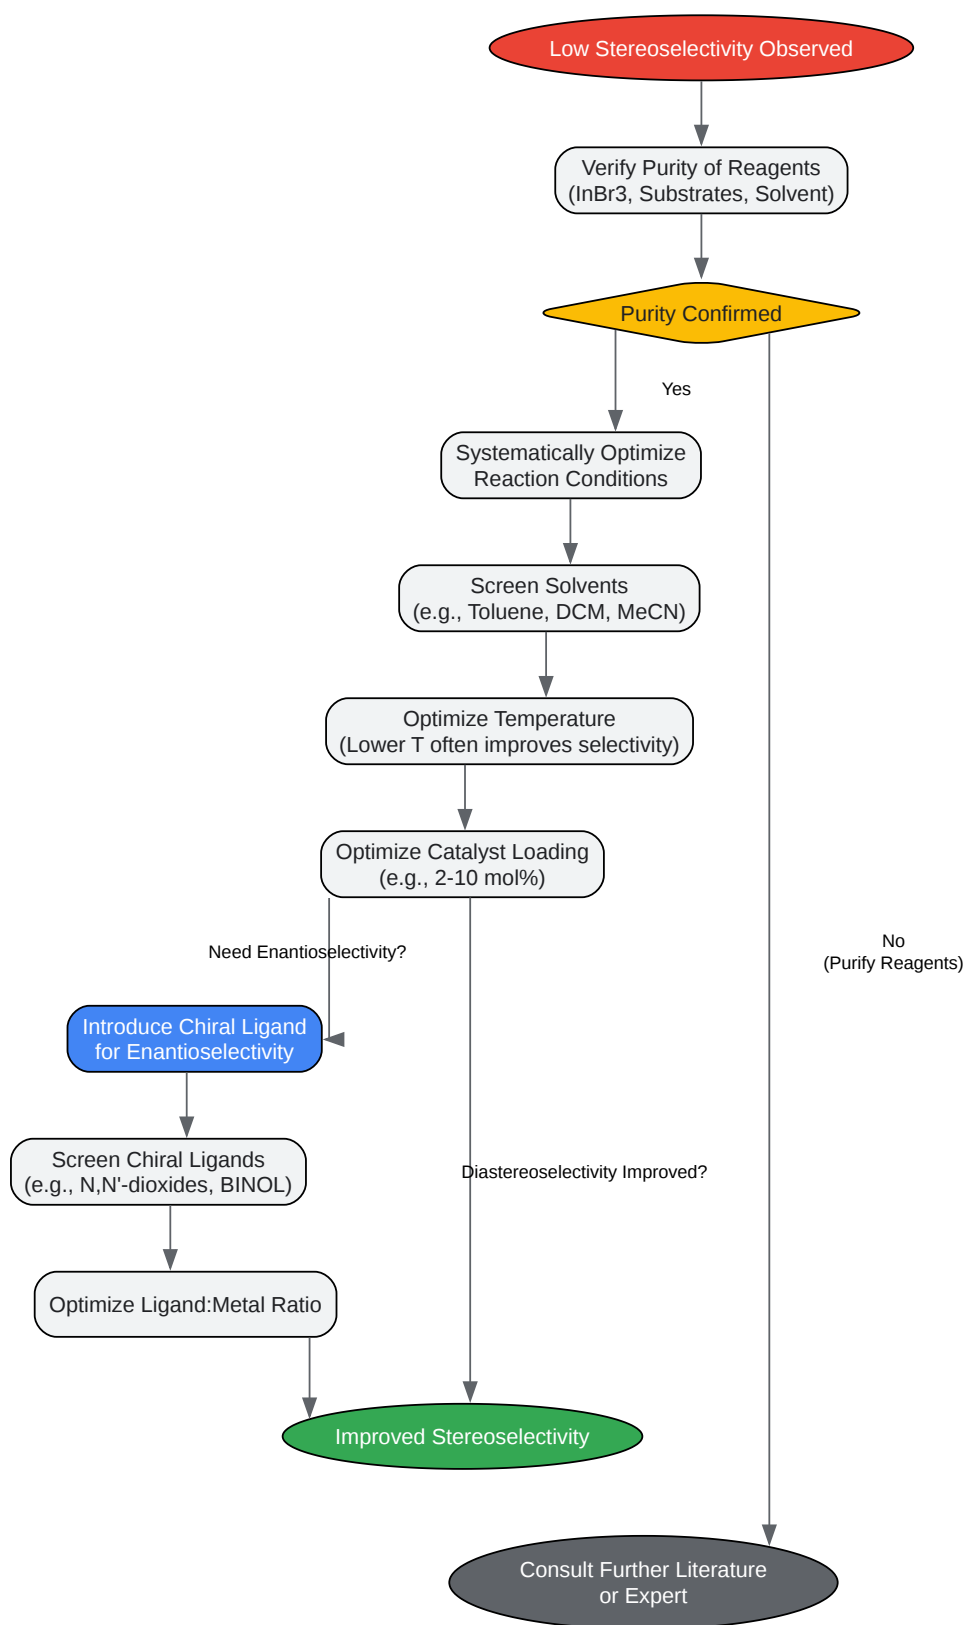 Low Stereoselectivity Observed
Verify Purity of Reagents
(InBr3, Substrates, Solvent)
Purity Confirmed
Yes
Systematically Optimize
Reaction Conditions
Screen Solvents
(e.g., Toluene, DCM, MeCN)
Optimize Temperature
(Lower T often improves selectivity)
Optimize Catalyst Loading
(e.g., 2-10 mol%)
Need Enantioselectivity?
No
(Purify Reagents)
Introduce Chiral Ligand
for Enantioselectivity
Screen Chiral Ligands
(e.g., N,N'-dioxides, BINOL)
Diastereoselectivity Improved?
Optimize Ligand:Metal Ratio
Improved Stereoselectivity
Consult Further Literature
or Expert